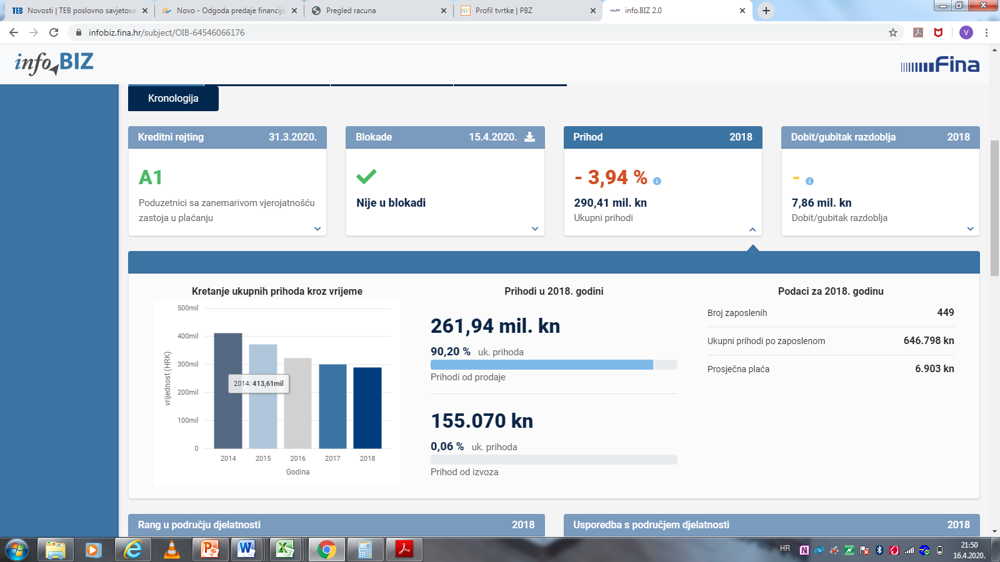 TEB Novosti | TEB poslovno savjetova
Novo - Odgoda predaje financijsk
Pregled racuna
Profil tvrtke | PBZ
info.BIZ 2.0
infobiz.fina.hr/subject/OIB-64546066176
V
info.BIZ
Fina
Kronologija
Kreditni rejting 31.3.2020.
A1
Poduzetnici sa zanemarivom vjerojatnošću
zastoja u plaćanju
Blokade 15.4.2020.
Nije u blokadi
Prihod 2018
- 3,94 %
290,41 mil. kn
Ukupni prihodi
Dobit/gubitak razdoblja 2018
-
7,86 mil. kn
Dobit/gubitak razdoblja
Kretanje ukupnih prihoda kroz vrijeme
500mil
400mil
300mil
200mil
100mil
0
vrijednost (HRK)
2014: 413,61mil
2014 2015 2016 2017 2018
Godina
Prihodi u 2018. godini
261,94 mil. kn
90,20 % uk. prihoda
Prihodi od prodaje
155.070 kn
0,06 % uk. prihoda
Prihod od izvoza
Podaci za 2018. godinu
Broj zaposlenih 449
Ukupni prihodi po zaposlenom 646.798 kn
Prosječna plaća 6.903 kn
Rang u području djelatnosti 2018
Usporedba s područjem djelatnosti 2018
HR
21:50
16.4.2020.